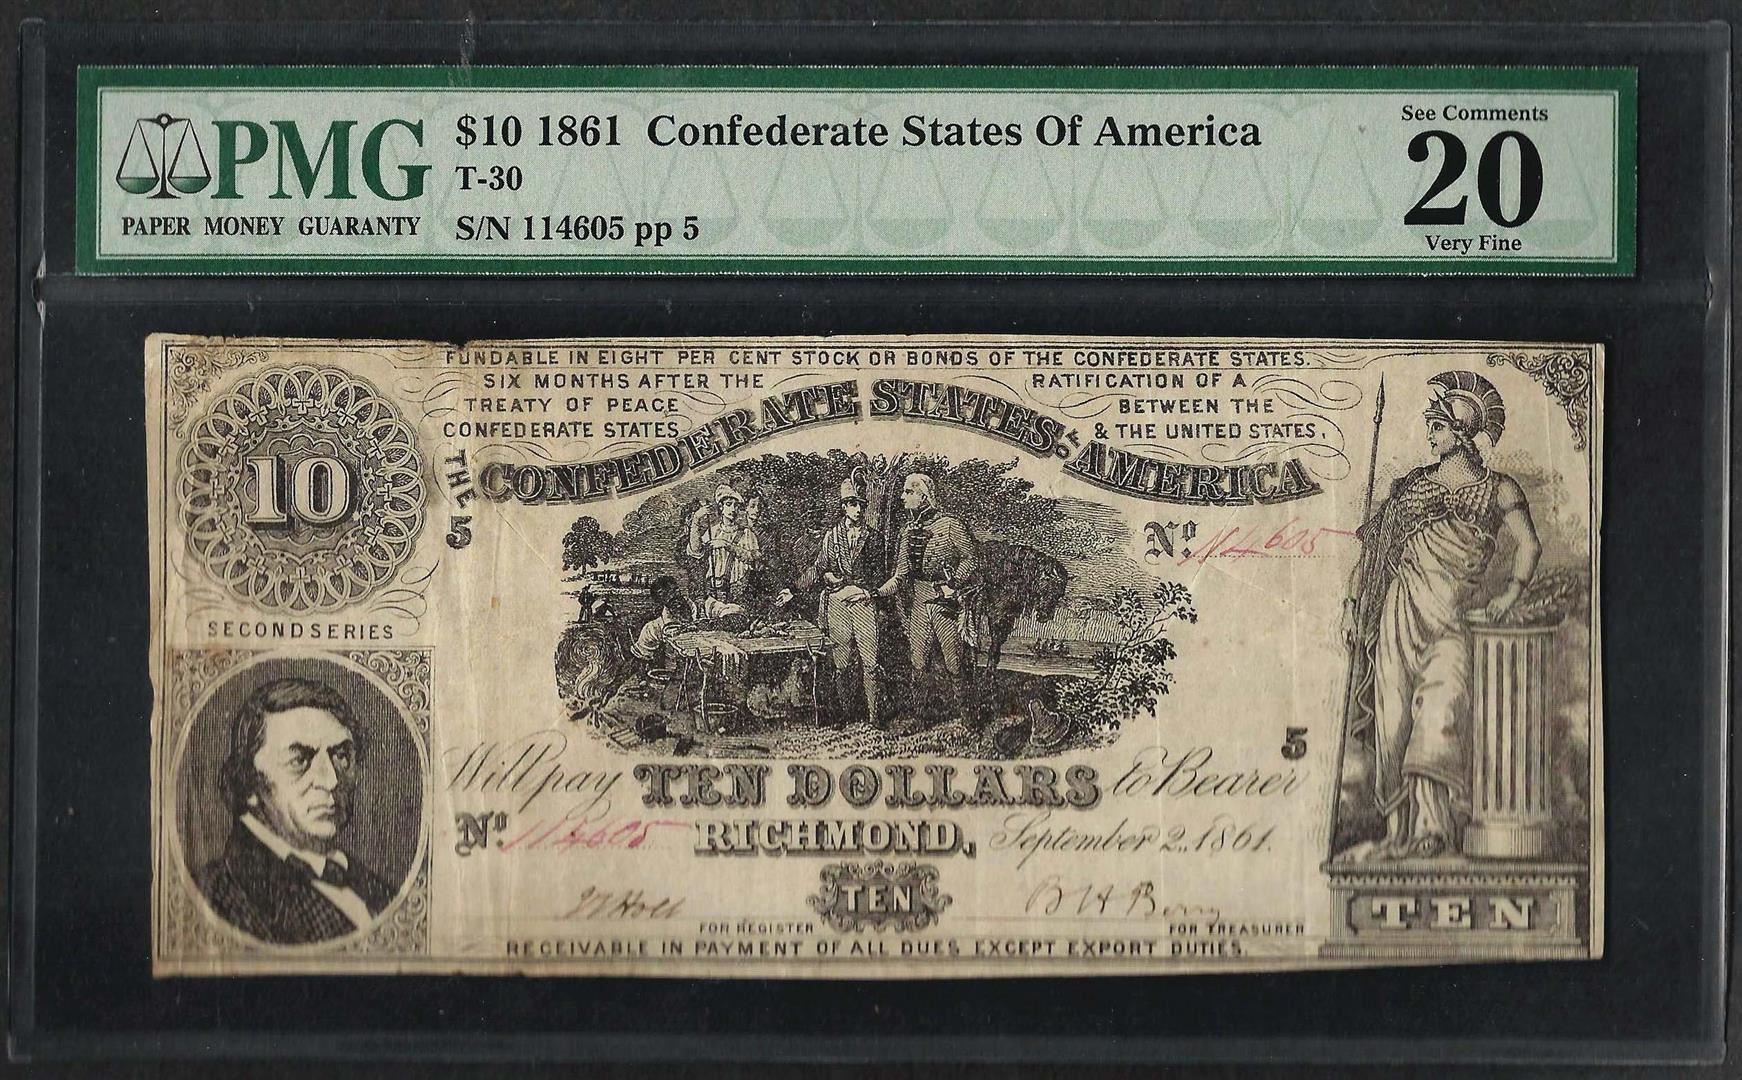 PMG
PAPER MONEY GUARANTY
$10 1861 Confederate States Of America
T-30
S/N 114605 pp 5
See Comments
20
Very Fine
FUNDABLE IN EIGHT PER CENT STOCK OR BONDS OF THE CONFEDERATE STATES.
SIX MONTHS AFTER THE RATIFICATION OF A
TREATY OF PEACE BETWEEN THE
CONFEDERATE STATES & THE UNITED STATES.
THE CONFEDERATE STATES OF AMERICA
10
5
No. 114605
SECOND SERIES
5
Will pay TEN DOLLARS to Bearer
No. 114605 RICHMOND, September 2, 1861.
TEN
FOR REGISTER
FOR TREASURER
TEN
RECEIVABLE IN PAYMENT OF ALL DUES EXCEPT EXPORT DUTIES.